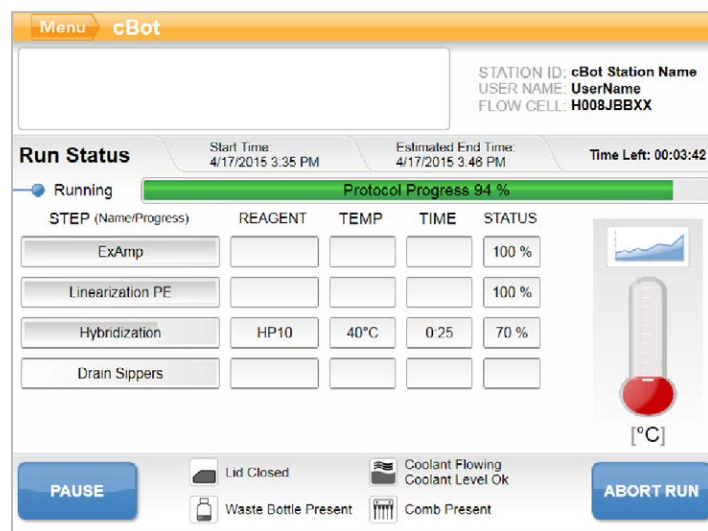 Menu cBot
STATION ID: cBot Station Name
USER NAME: UserName
FLOW CELL: H008JBBXX
Run Status
Start Time:
4/17/2015 3.35 PM
Estimated End Time:
4/17/2015 3.46 PM
Time Left: 00:03:42
Running
Protocol Progress 94 %
STEP (Name/Progress) REAGENT TEMP TIME STATUS
ExAmp 100 %
Linearization PE 100 %
Hybridization HP10 40°C 0:25 70 %
Drain Sippers
[°C]
PAUSE
Lid Closed
Coolant Flowing
Coolant Level Ok
Waste Bottle Present
Comb Present
ABORT RUN